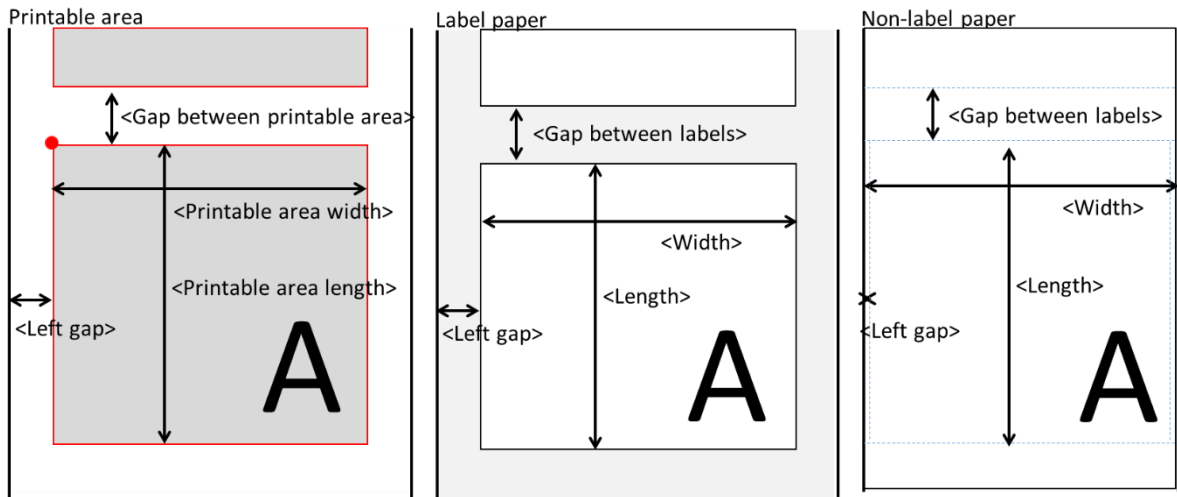 Printable area
<Gap between printable area>
<Printable area width>
<Printable area length>
<Left gap>
A
Label paper
<Gap between labels>
<Width>
<Length>
<Left gap>
A
Non-label paper
<Gap between labels>
<Width>
<Length>
<Left gap>
A